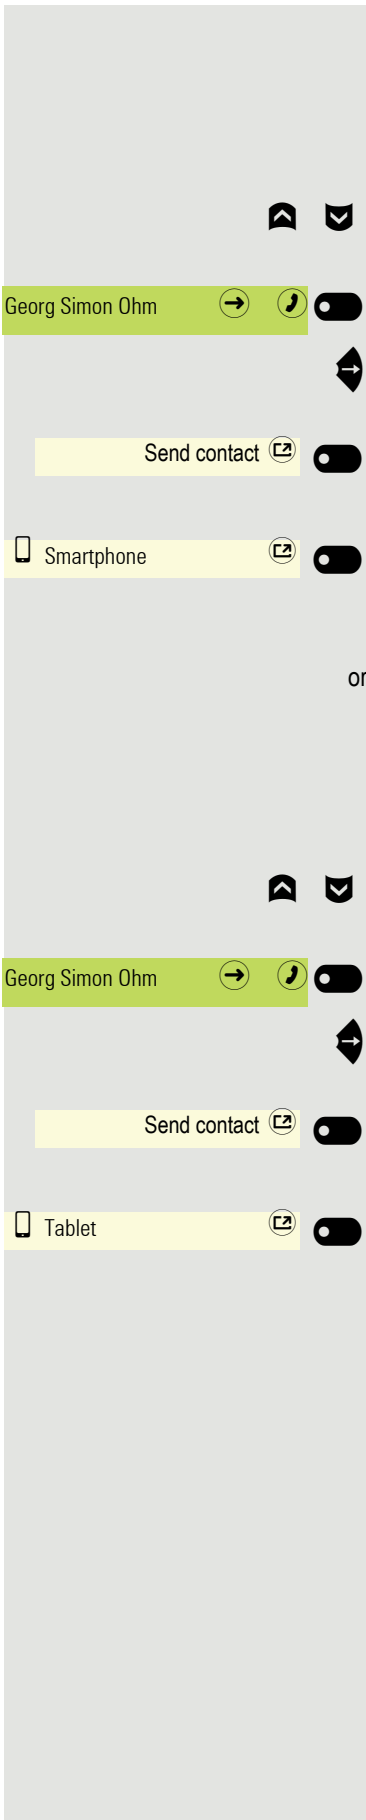 Georg Simon Ohm
Send contact
Smartphone
or
Georg Simon Ohm
Send contact
Tablet